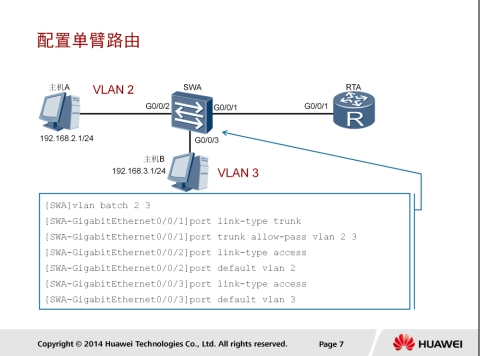 配置单臂路由
主机A
VLAN 2
SWA
RTA
G0/0/2
G0/0/1
G0/0/1
R
192.168.2.1/24
G0/0/3
主机B
192.168.3.1/24
VLAN 3
[SWA]vlan batch 2 3
[SWA-GigabitEthernet0/0/1]port link-type trunk
[SWA-GigabitEthernet0/0/1]port trunk allow-pass vlan 2 3
[SWA-GigabitEthernet0/0/2]port link-type access
[SWA-GigabitEthernet0/0/2]port default vlan 2
[SWA-GigabitEthernet0/0/3]port link-type access
[SWA-GigabitEthernet0/0/3]port default vlan 3
Copyright © 2014 Huawei Technologies Co., Ltd. All rights reserved.
Page 7
HUAWEI